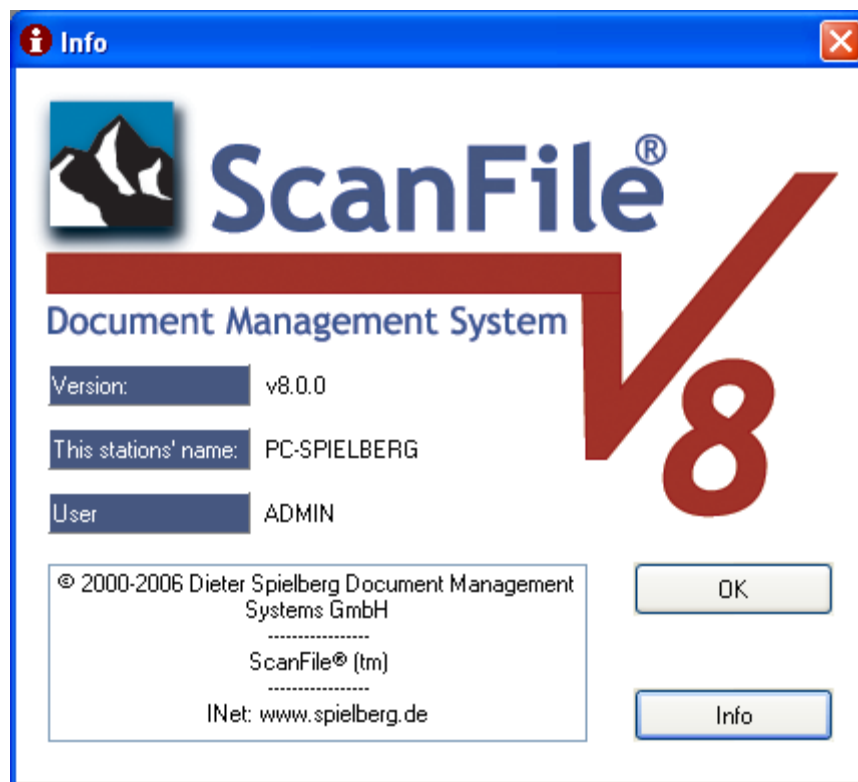 Info
ScanFile®
Document Management System
V8
Version: v8.0.0
This stations' name: PC-SPIELBERG
User ADMIN
© 2000-2006 Dieter Spielberg Document Management
Systems GmbH
-----------------
ScanFile® (tm)
-----------------
INet: www.spielberg.de
OK
Info